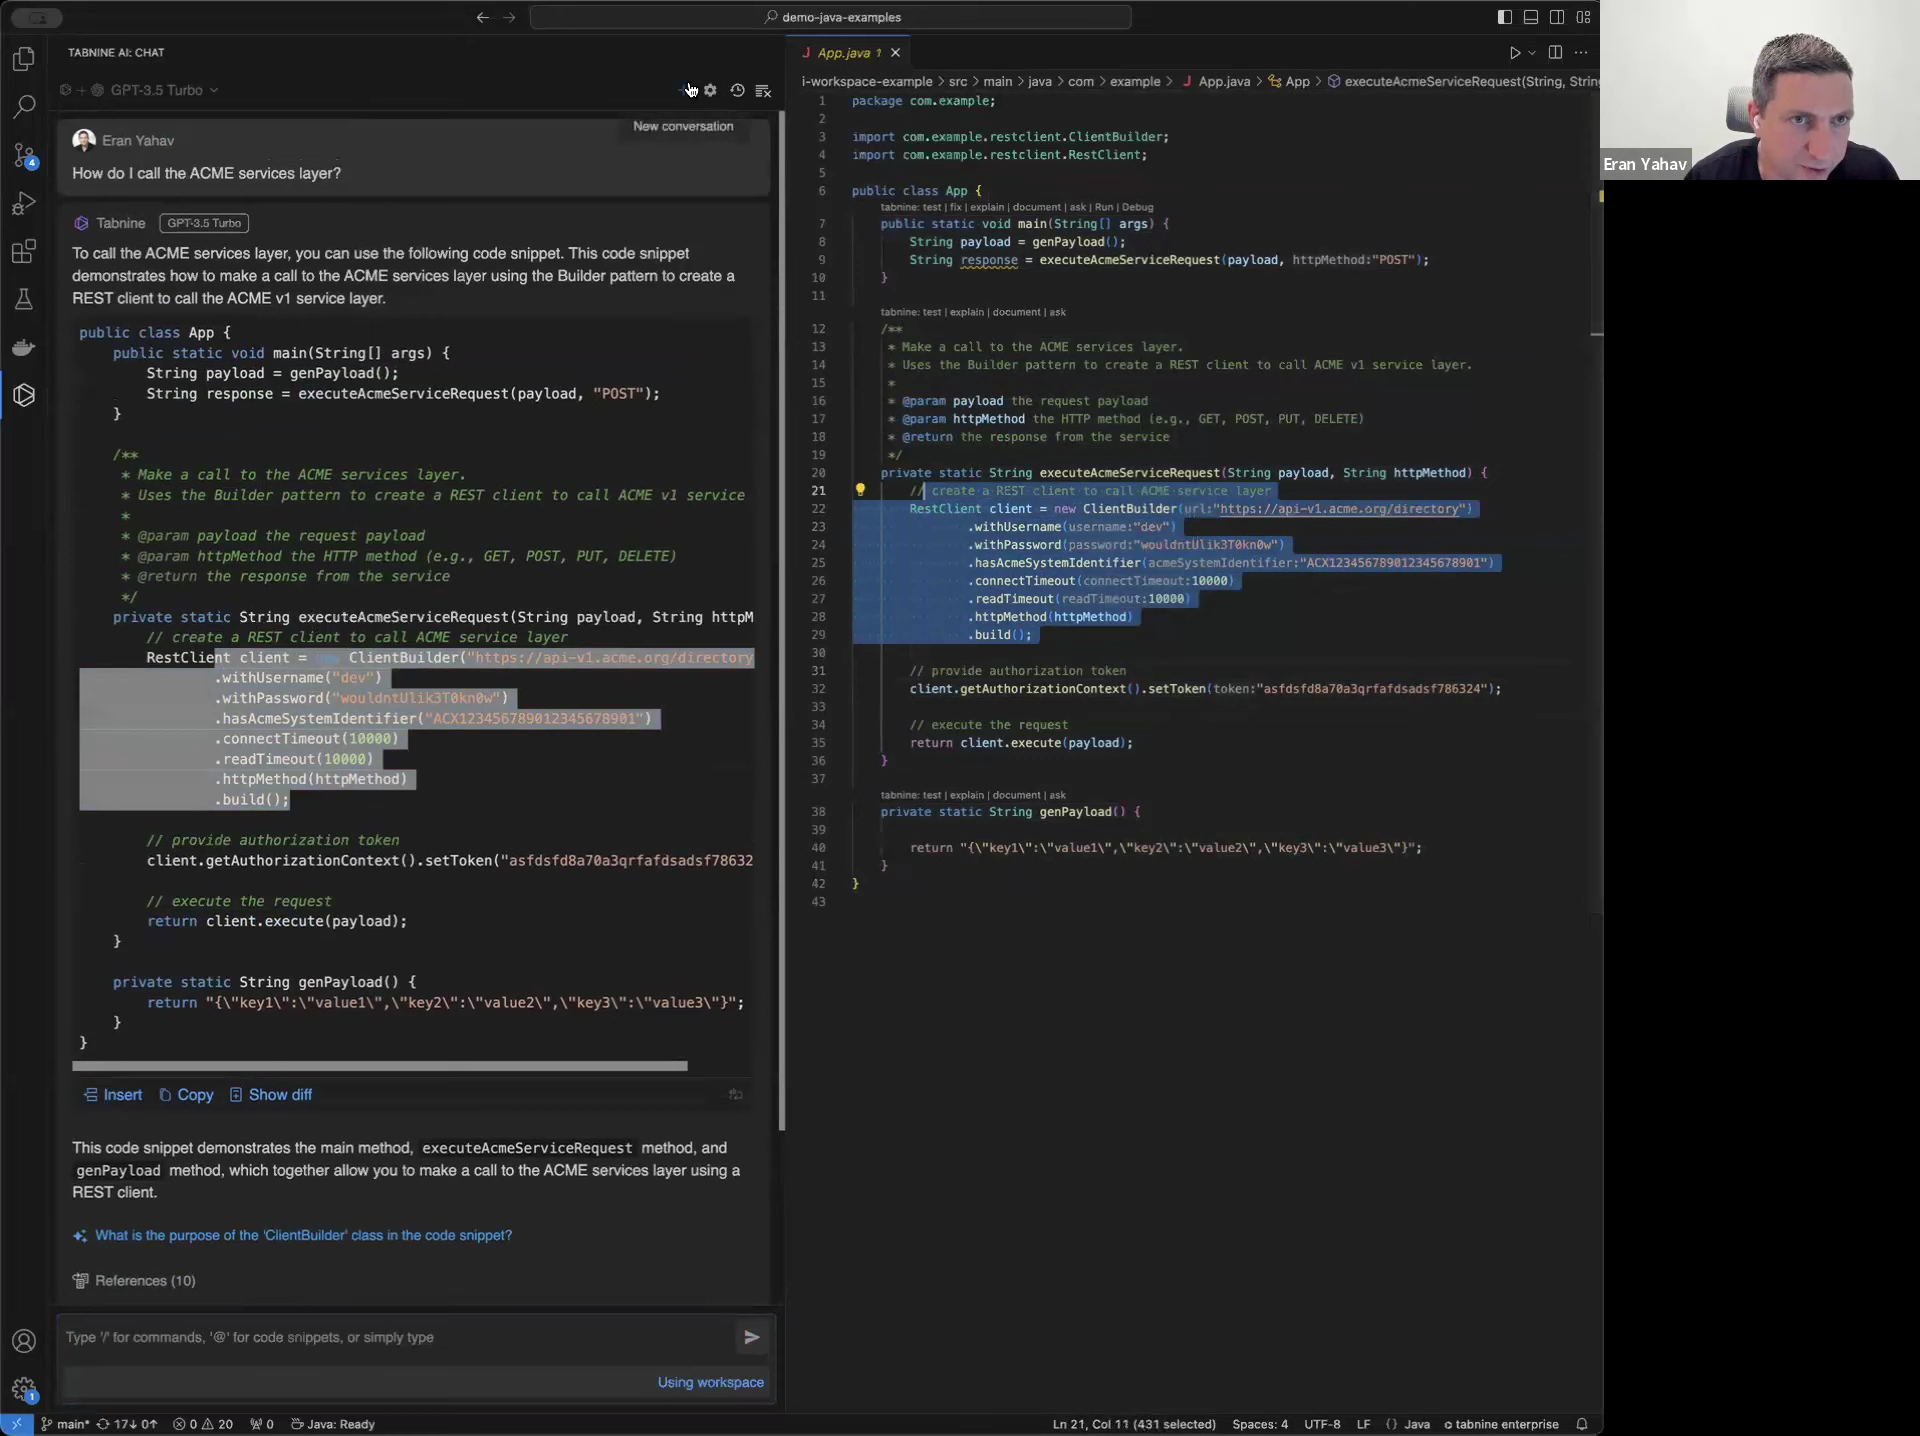 demo-java-examples
TABNINE AI: CHAT
GPT-3.5 Turbo
New conversation
Eran Yahav
How do I call the ACME services layer?
Tabnine GPT-3.5 Turbo
To call the ACME services layer, you can use the following code snippet. This code snippet
demonstrates how to make a call to the ACME services layer using the Builder pattern to create a
REST client to call the ACME v1 service layer.
public class App {
public static void main(String[] args) {
String payload = genPayload();
String response = executeAcmeServiceRequest(payload, "POST");
}
/**
* Make a call to the ACME services layer.
* Uses the Builder pattern to create a REST client to call ACME v1 service
*
* @param payload the request payload
* @param httpMethod the HTTP method (e.g., GET, POST, PUT, DELETE)
* @return the response from the service
*/
private static String executeAcmeServiceRequest(String payload, String httpM
// create a REST client to call ACME service layer
RestClient client = new ClientBuilder("https://api-v1.acme.org/directory
.withUsername("dev")
.withPassword("wouldntUlik3T0kn0w")
.hasAcmeSystemIdentifier("ACX123456789012345678901")
.connectTimeout(10000)
.readTimeout(10000)
.httpMethod(httpMethod)
.build();
// provide authorization token
client.getAuthorizationContext().setToken("asfdsfd8a70a3qrfafdsadsf78632
// execute the request
return client.execute(payload);
}
private static String genPayload() {
return "{\"key1\":\"value1\",\"key2\":\"value2\",\"key3\":\"value3\"}";
}
}
Insert Copy Show diff
This code snippet demonstrates the main method, executeAcmeServiceRequest method, and
genPayload method, which together allow you to make a call to the ACME services layer using a
REST client.
What is the purpose of the 'ClientBuilder' class in the code snippet?
References (10)
Type '/' for commands, '@' for code snippets, or simply type
Using workspace
4
1
App.java 1
i-workspace-example > src > main > java > com > example > App.java > App > executeAcmeServiceRequest(String, String
1 package com.example;
2
3 import com.example.restclient.ClientBuilder;
4 import com.example.restclient.RestClient;
5
6 public class App {
tabnine: test | fix | explain | document | ask | Run | Debug
7 public static void main(String[] args) {
8 String payload = genPayload();
9 String response = executeAcmeServiceRequest(payload, httpMethod:"POST");
10 }
11
tabnine: test | explain | document | ask
12 /**
13 * Make a call to the ACME services layer.
14 * Uses the Builder pattern to create a REST client to call ACME v1 service layer.
15 *
16 * @param payload the request payload
17 * @param httpMethod the HTTP method (e.g., GET, POST, PUT, DELETE)
18 * @return the response from the service
19 */
20 private static String executeAcmeServiceRequest(String payload, String httpMethod) {
21 // create a REST client to call ACME service layer
22 RestClient client = new ClientBuilder(url:"https://api-v1.acme.org/directory")
23 .withUsername(username:"dev")
24 .withPassword(password:"wouldntUlik3T0kn0w")
25 .hasAcmeSystemIdentifier(acmeSystemIdentifier:"ACX123456789012345678901")
26 .connectTimeout(connectTimeout:10000)
27 .readTimeout(readTimeout:10000)
28 .httpMethod(httpMethod)
29 .build();
30
31 // provide authorization token
32 client.getAuthorizationContext().setToken(token:"asfdsfd8a70a3qrfafdsadsf786324");
33
34 // execute the request
35 return client.execute(payload);
36 }
37
tabnine: test | explain | document | ask
38 private static String genPayload() {
39
40 return "{\"key1\":\"value1\",\"key2\":\"value2\",\"key3\":\"value3\"}";
41 }
42 }
43
Eran Yahav
main* 17↓ 0↑ 0 20 0 Java: Ready
Ln 21, Col 11 (431 selected) Spaces: 4 UTF-8 LF {} Java tabnine enterprise